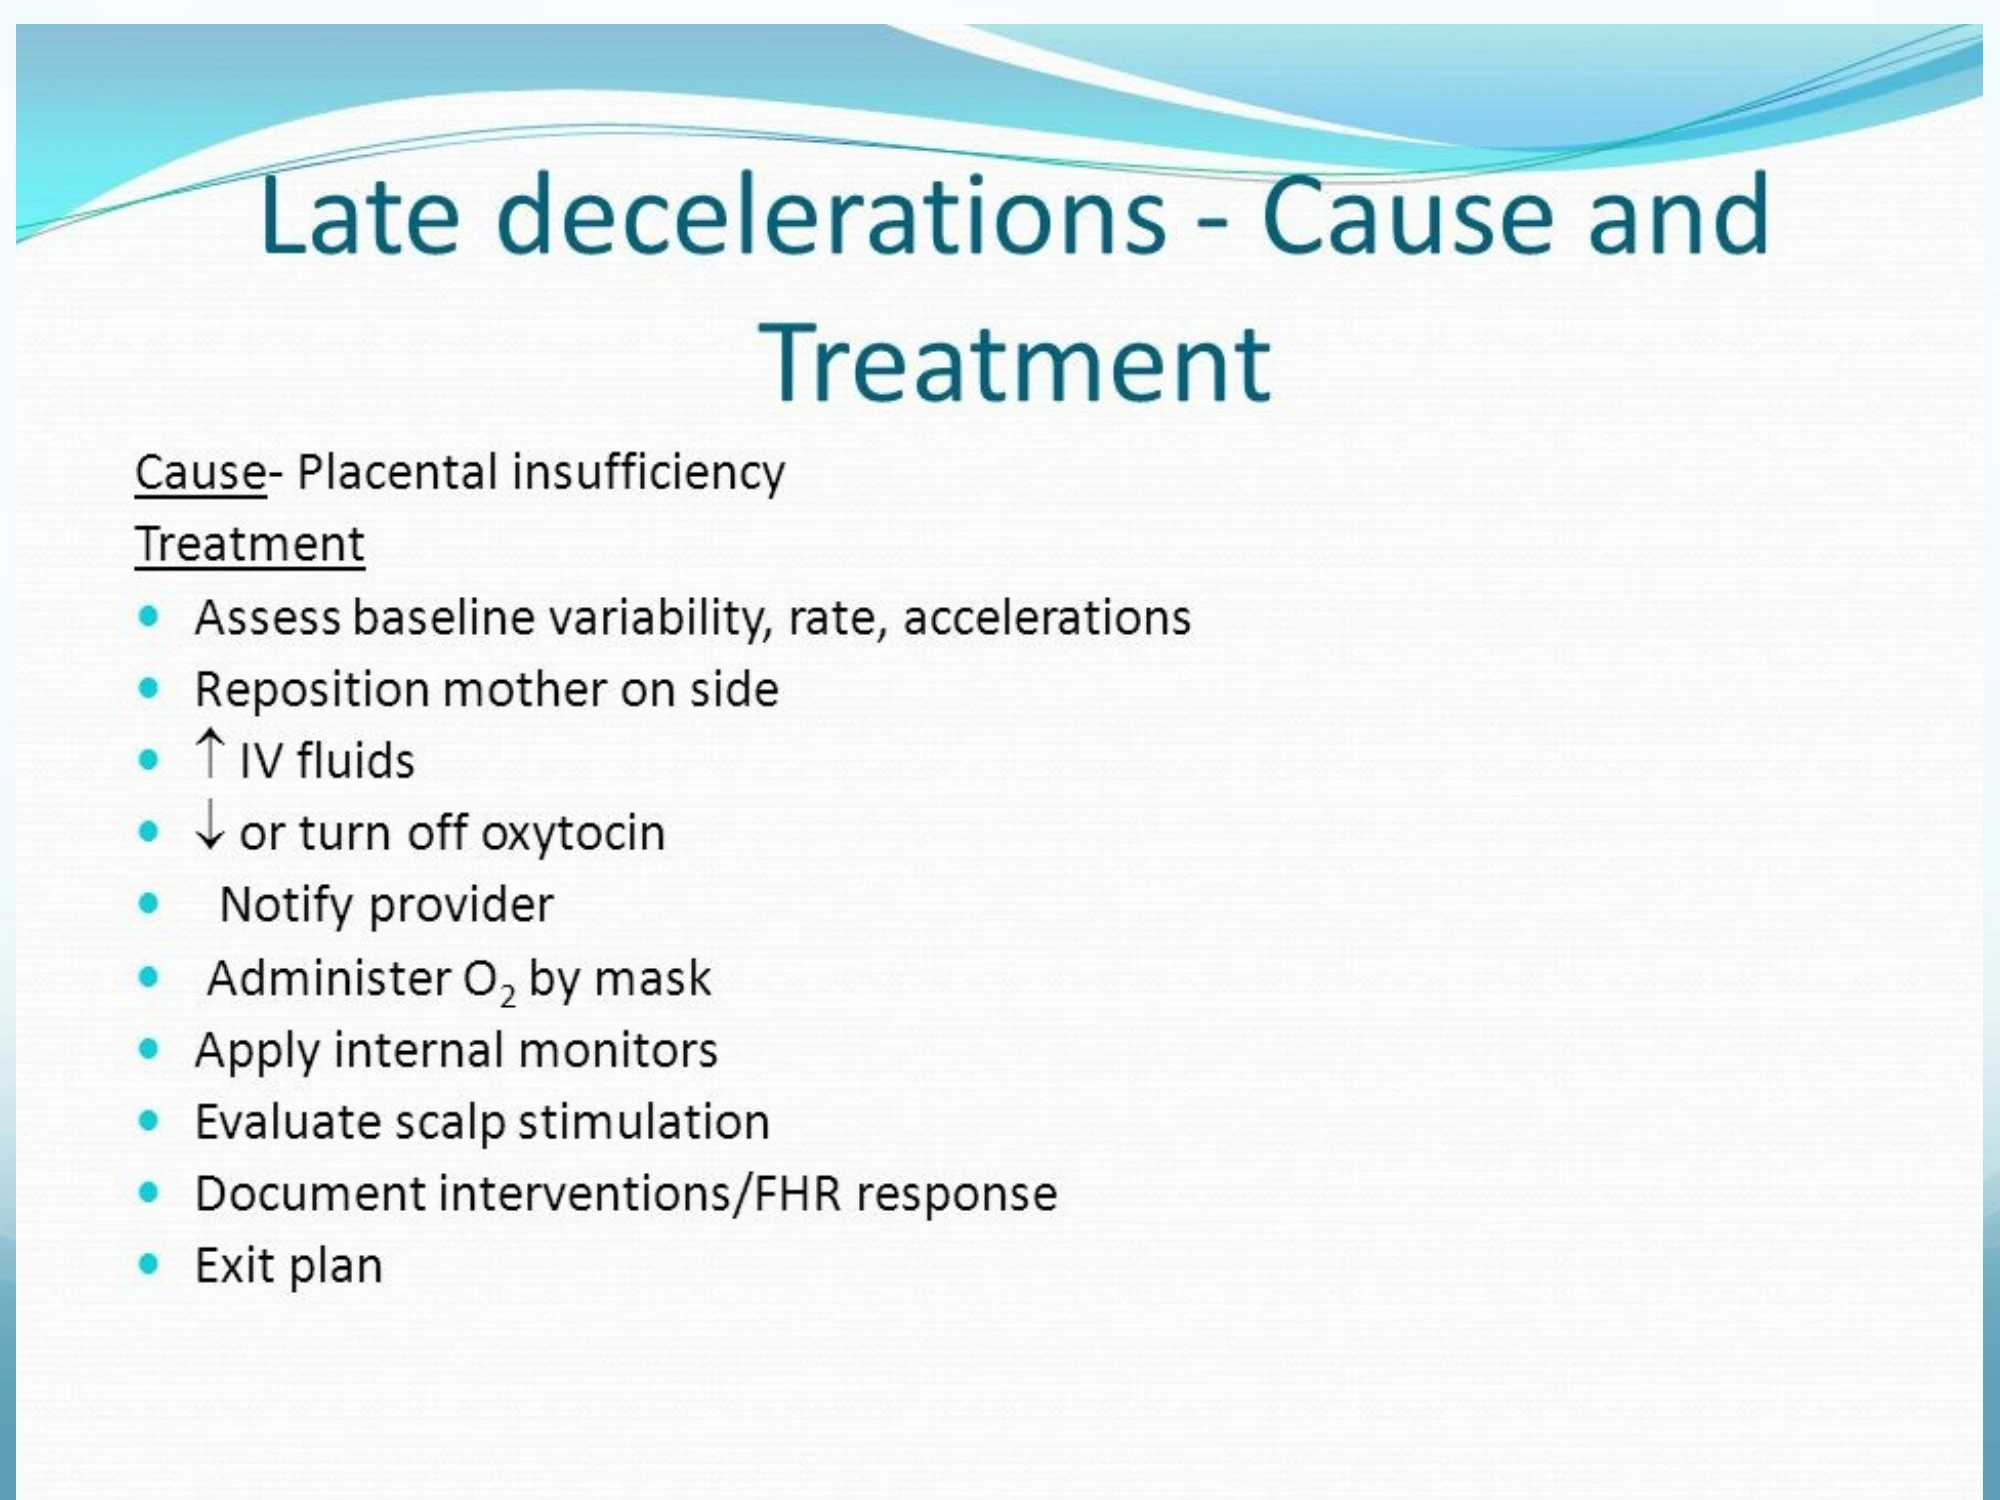 Late decelerations - Cause and
Treatment
Cause- Placental insufficiency
Treatment
• Assess baseline variability, rate, accelerations
• Reposition mother on side
• ↑ IV fluids
• ↓ or turn off oxytocin
• Notify provider
• Administer O₂ by mask
• Apply internal monitors
• Evaluate scalp stimulation
• Document interventions/FHR response
• Exit plan